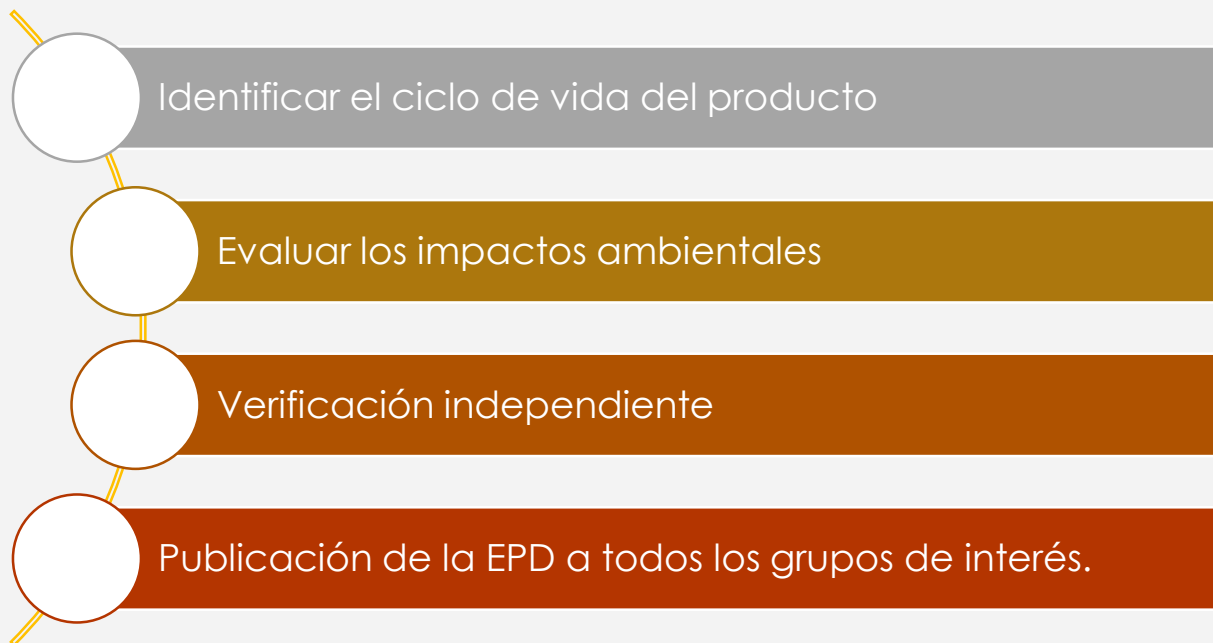 Identificar el ciclo de vida del producto
Evaluar los impactos ambientales
Verificación independiente
Publicación de la EPD a todos los grupos de interés.